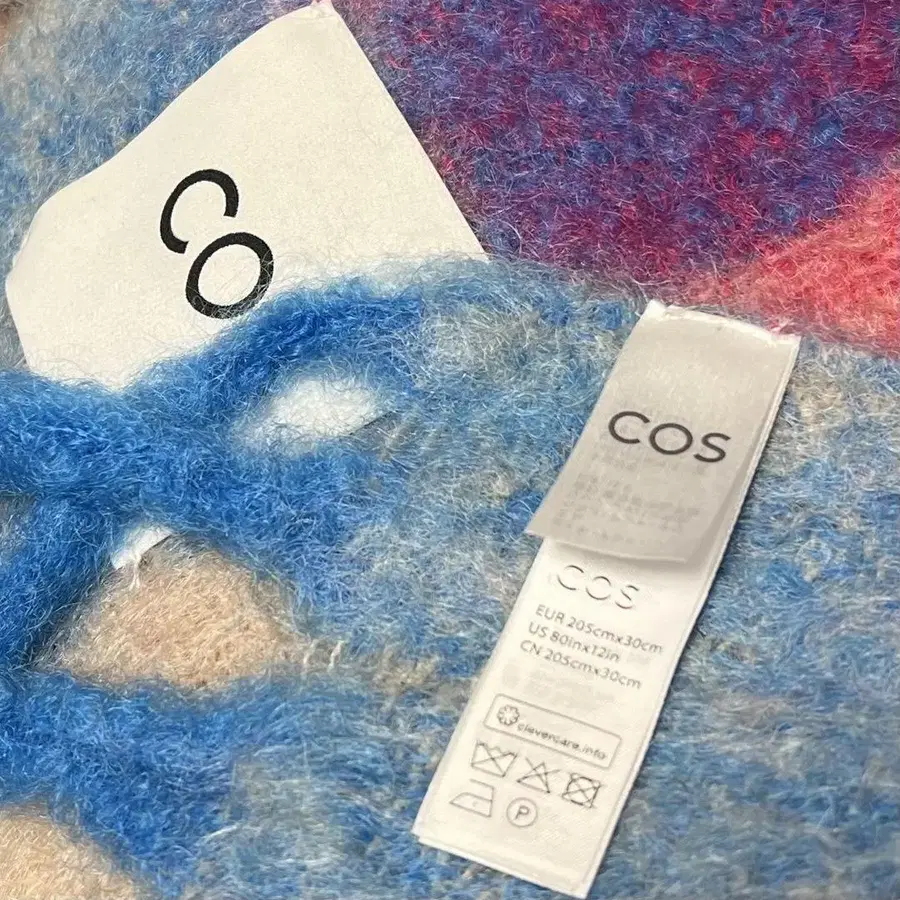 CO
COS
COS
EUR 205cmx30cm
US 80inx12in
CN 205cmx30cm
clevercare.info
P